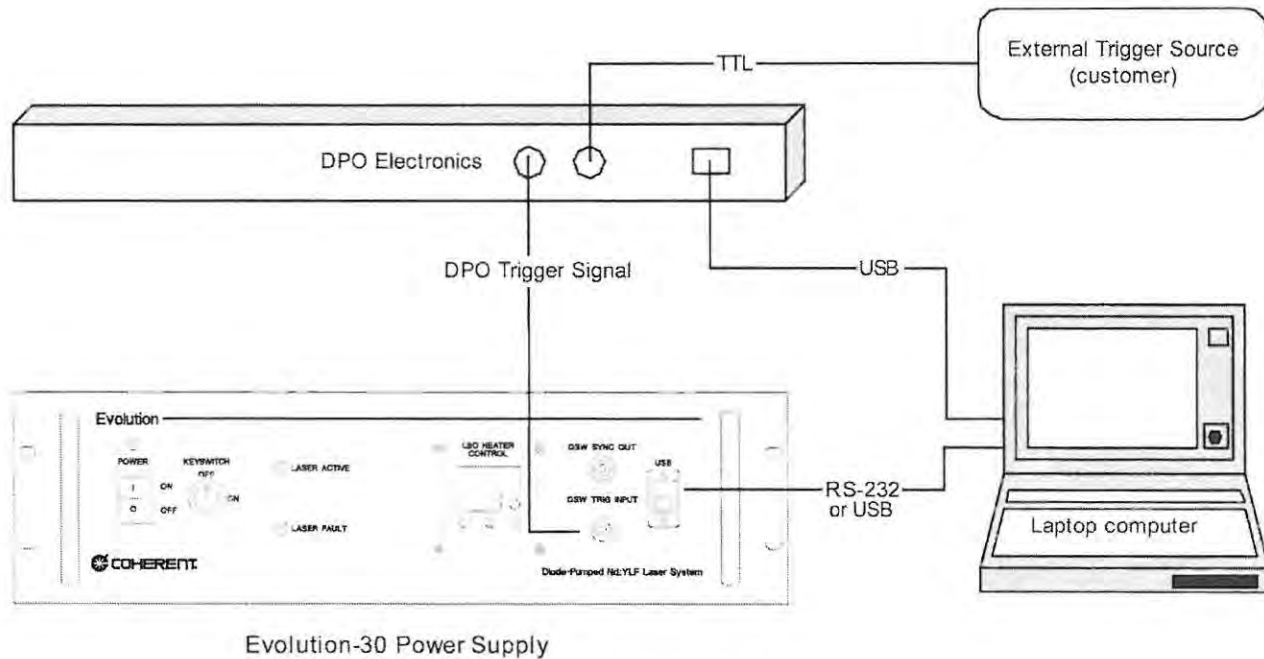 External Trigger Source
(customer)
TTL
DPO Electronics
DPO Trigger Signal
USB
Evolution
POWER
I
O
ON
OFF
KEYSWITCH
OFF
ON
LASER ACTIVE
LASER FAULT
LBO HEATER
CONTROL
QSW SYNC OUT
QSW TRIG INPUT
USB
RS-232
or USB
Laptop computer
COHERENT
Diode-Pumped Nd:YLF Laser System
Evolution-30 Power Supply